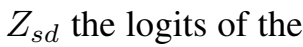 Z_{sd} the logits of the